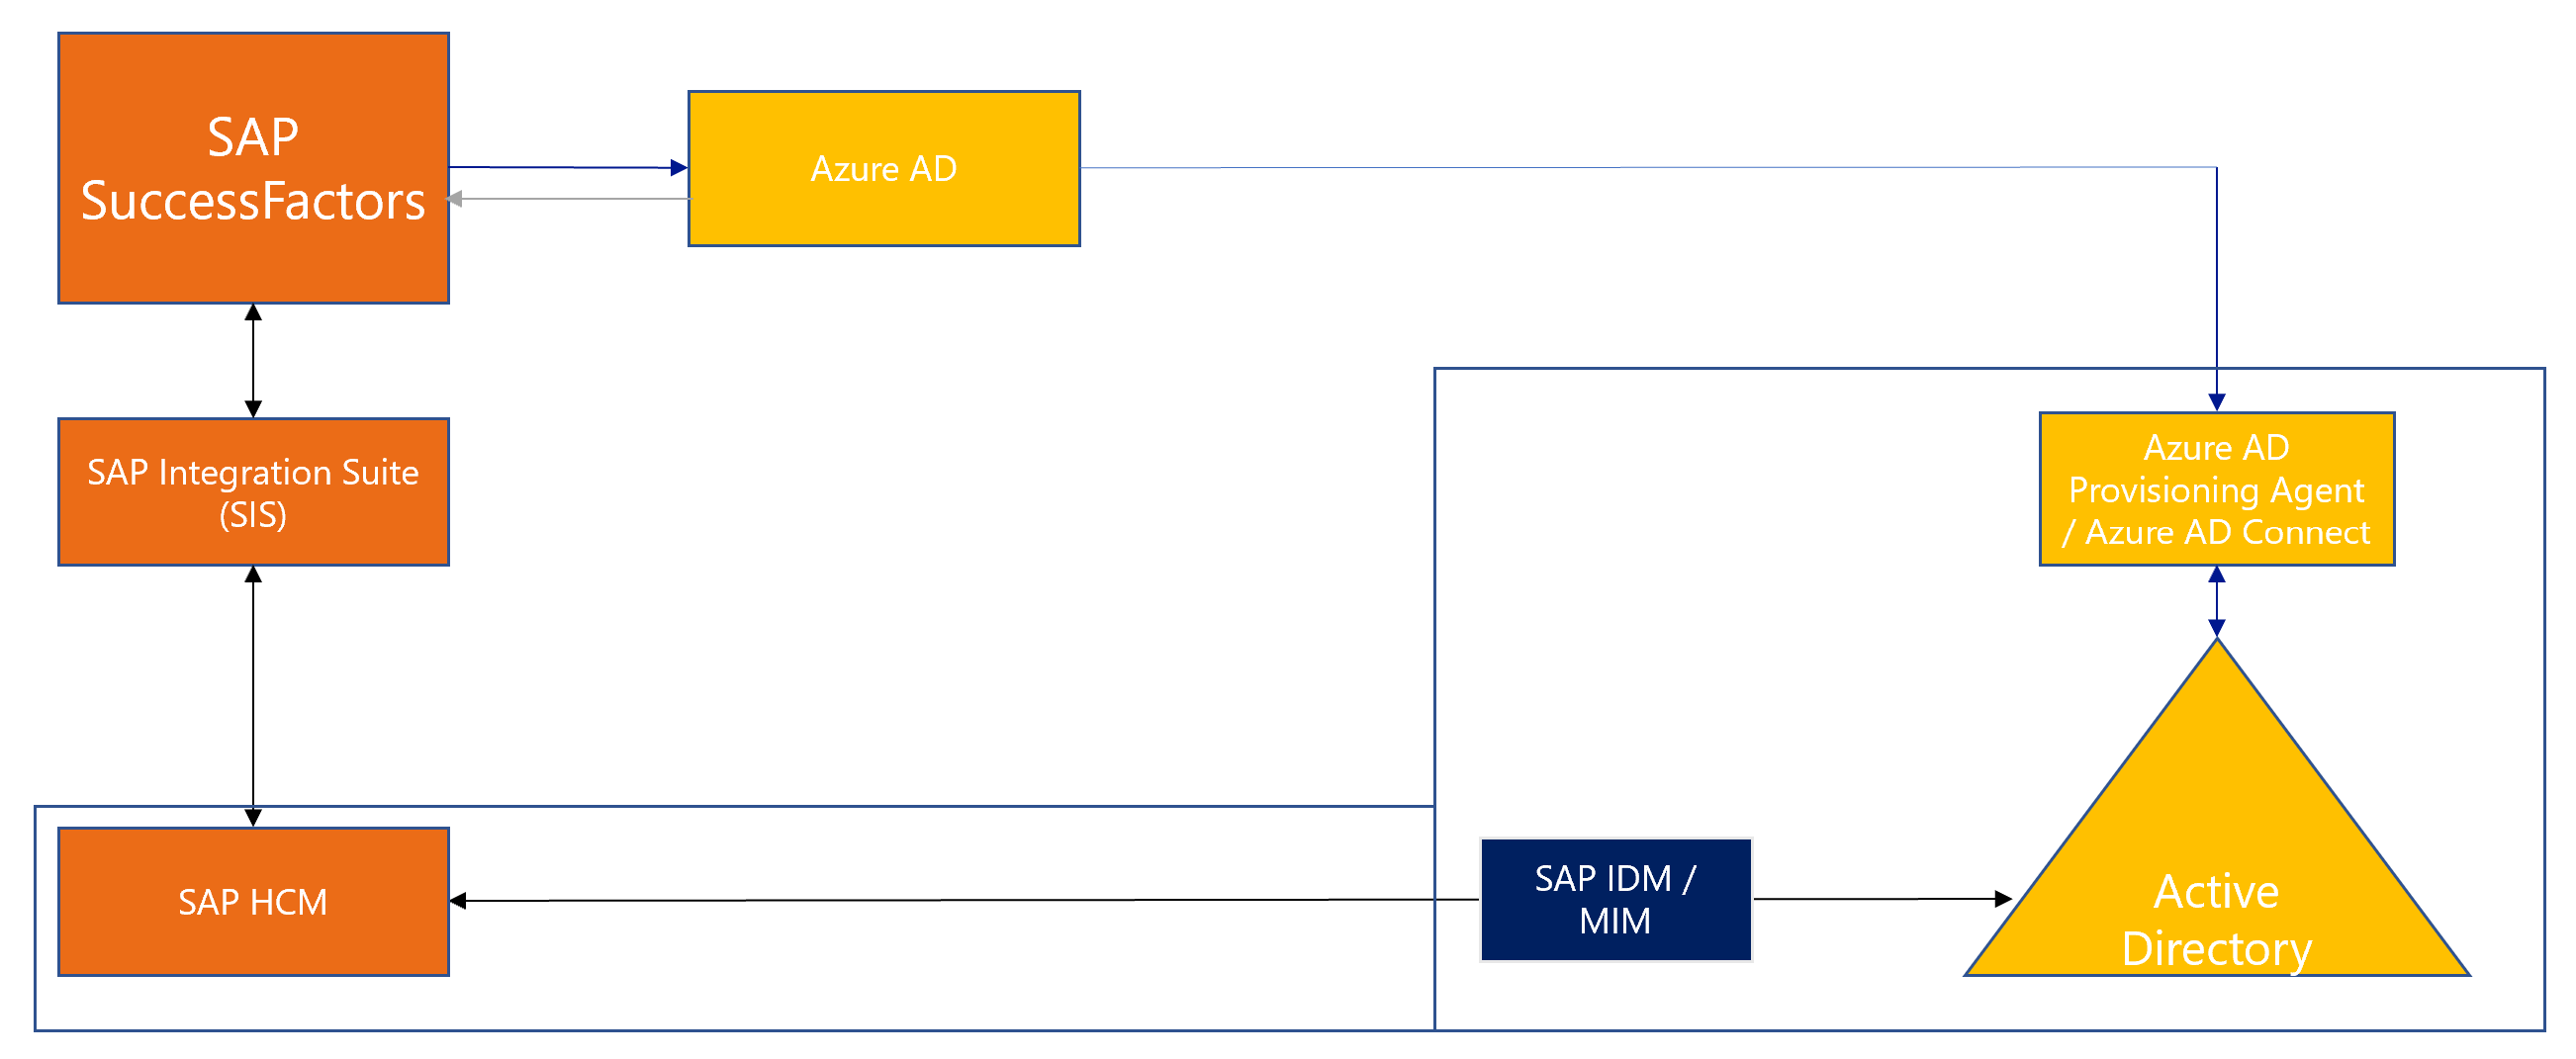 SAP
SuccessFactors
Azure AD
SAP Integration Suite
(SIS)
Azure AD
Provisioning Agent
/ Azure AD Connect
SAP HCM
SAP IDM /
MIM
Active
Directory